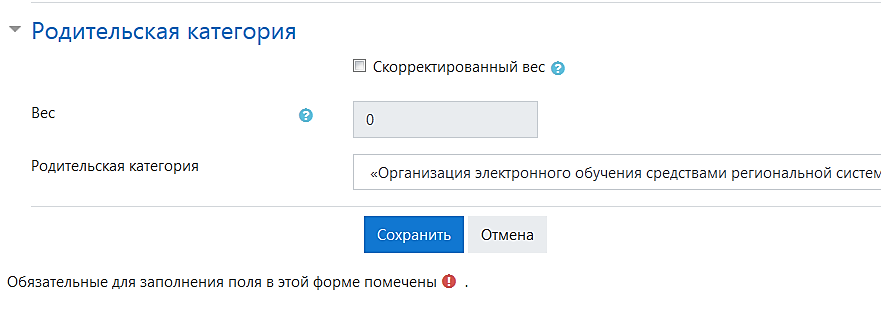 Родительская категория
Скорректированный вес
Вес
0
Родительская категория
«Организация электронного обучения средствами региональной систем
Сохранить Отмена
Обязательные для заполнения поля в этой форме помечены .